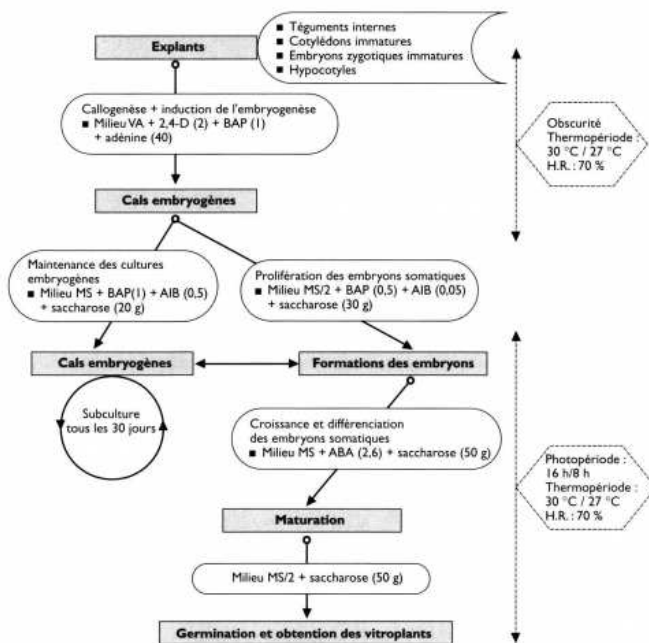 Explants
■ Téguments internes
■ Cotylédons immatures
■ Embryons zygotiques immatures
■ Hypocotyles
Callogenèse + induction de l'embryogenèse
■ Milieu VA + 2,4-D (2) + BAP (1)
+ adénine (40)
Obscurité
Thermopériode :
30 °C / 27 °C
H.R. : 70 %
Cals embryogènes
Maintenance des cultures
embryogènes
■ Milieu MS + BAP(1) + AIB (0,5)
+ saccharose (20 g)
Prolifération des embryons somatiques
■ Milieu MS/2 + BAP (0,5) + AIB (0,05)
+ saccharose (30 g)
Cals embryogènes
Formations des embryons
Subculture
tous les 30 jours
Croissance et différenciation
des embryons somatiques
■ Milieu MS + ABA (2,6) + saccharose (50 g)
Photopériode :
16 h/8 h
Thermopériode :
30 °C / 27 °C
H.R. : 70 %
Maturation
Milieu MS/2 + saccharose (50 g)
Germination et obtention des vitroplants